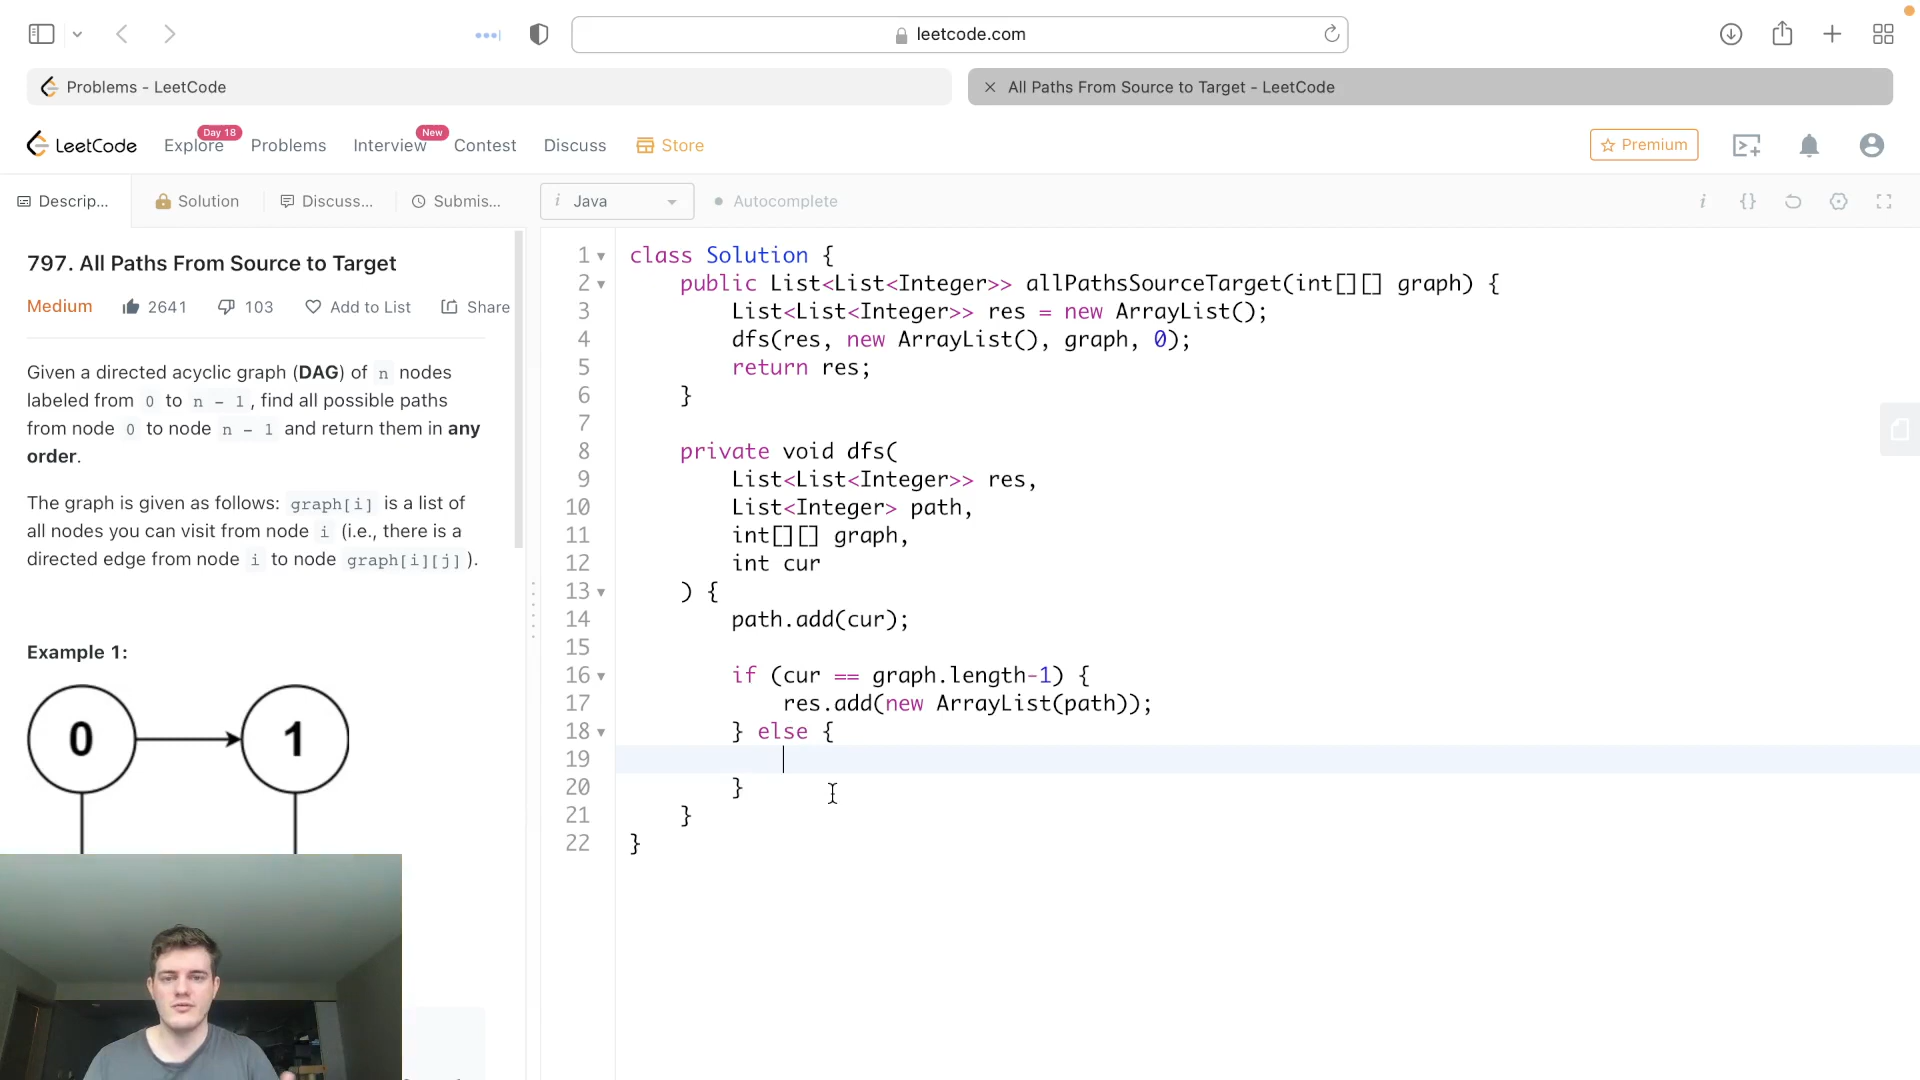 leetcode.com
Problems - LeetCode
All Paths From Source to Target - LeetCode
LeetCode
Explore
Day 18
Problems
Interview
New
Contest
Discuss
Store
Premium
Descrip...
Solution
Discuss...
Submis...
i Java
Autocomplete
797. All Paths From Source to Target
Medium 2641 103 Add to List Share
Given a directed acyclic graph (DAG) of n nodes
labeled from 0 to n - 1, find all possible paths
from node 0 to node n - 1 and return them in any
order.
The graph is given as follows: graph[i] is a list of
all nodes you can visit from node i (i.e., there is a
directed edge from node i to node graph[i][j]).
Example 1:
0 1
1 class Solution {
2 public List<List<Integer>> allPathsSourceTarget(int[][] graph) {
3 List<List<Integer>> res = new ArrayList();
4 dfs(res, new ArrayList(), graph, 0);
5 return res;
6 }
7
8 private void dfs(
9 List<List<Integer>> res,
10 List<Integer> path,
11 int[][] graph,
12 int cur
13 ) {
14 path.add(cur);
15
16 if (cur == graph.length-1) {
17 res.add(new ArrayList(path));
18 } else {
19
20 }
21 }
22 }